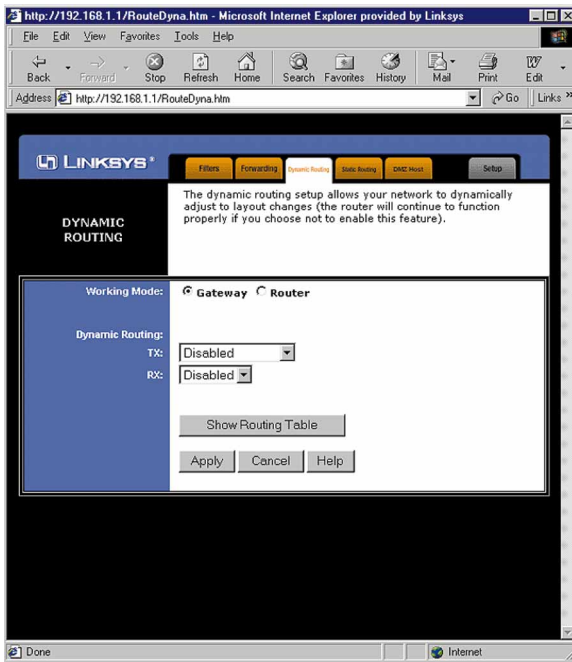 http://192.168.1.1/RouteDyna.htm - Microsoft Internet Explorer provided by Linksys
File Edit View Favorites Tools Help
Back Forward Stop Refresh Home Search Favorites History Mail Print Edit
Address http://192.168.1.1/RouteDyna.htm Go Links »
LINKSYS®
Filters Forwarding Dynamic Routing Static Routing DMZ Host Setup
DYNAMIC
ROUTING
The dynamic routing setup allows your network to dynamically
adjust to layout changes (the router will continue to function
properly if you choose not to enable this feature).
Working Mode: Gateway Router
Dynamic Routing:
TX: Disabled
RX: Disabled
Show Routing Table
Apply Cancel Help
Done Internet